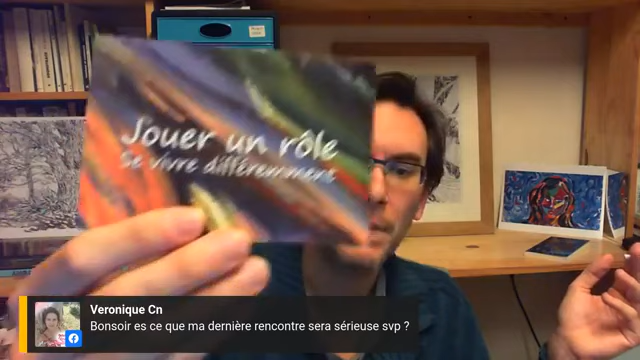 Jouer un rôle
Se vivre différemment
Veronique Cn
Bonsoir es ce que ma dernière rencontre sera sérieuse svp ?